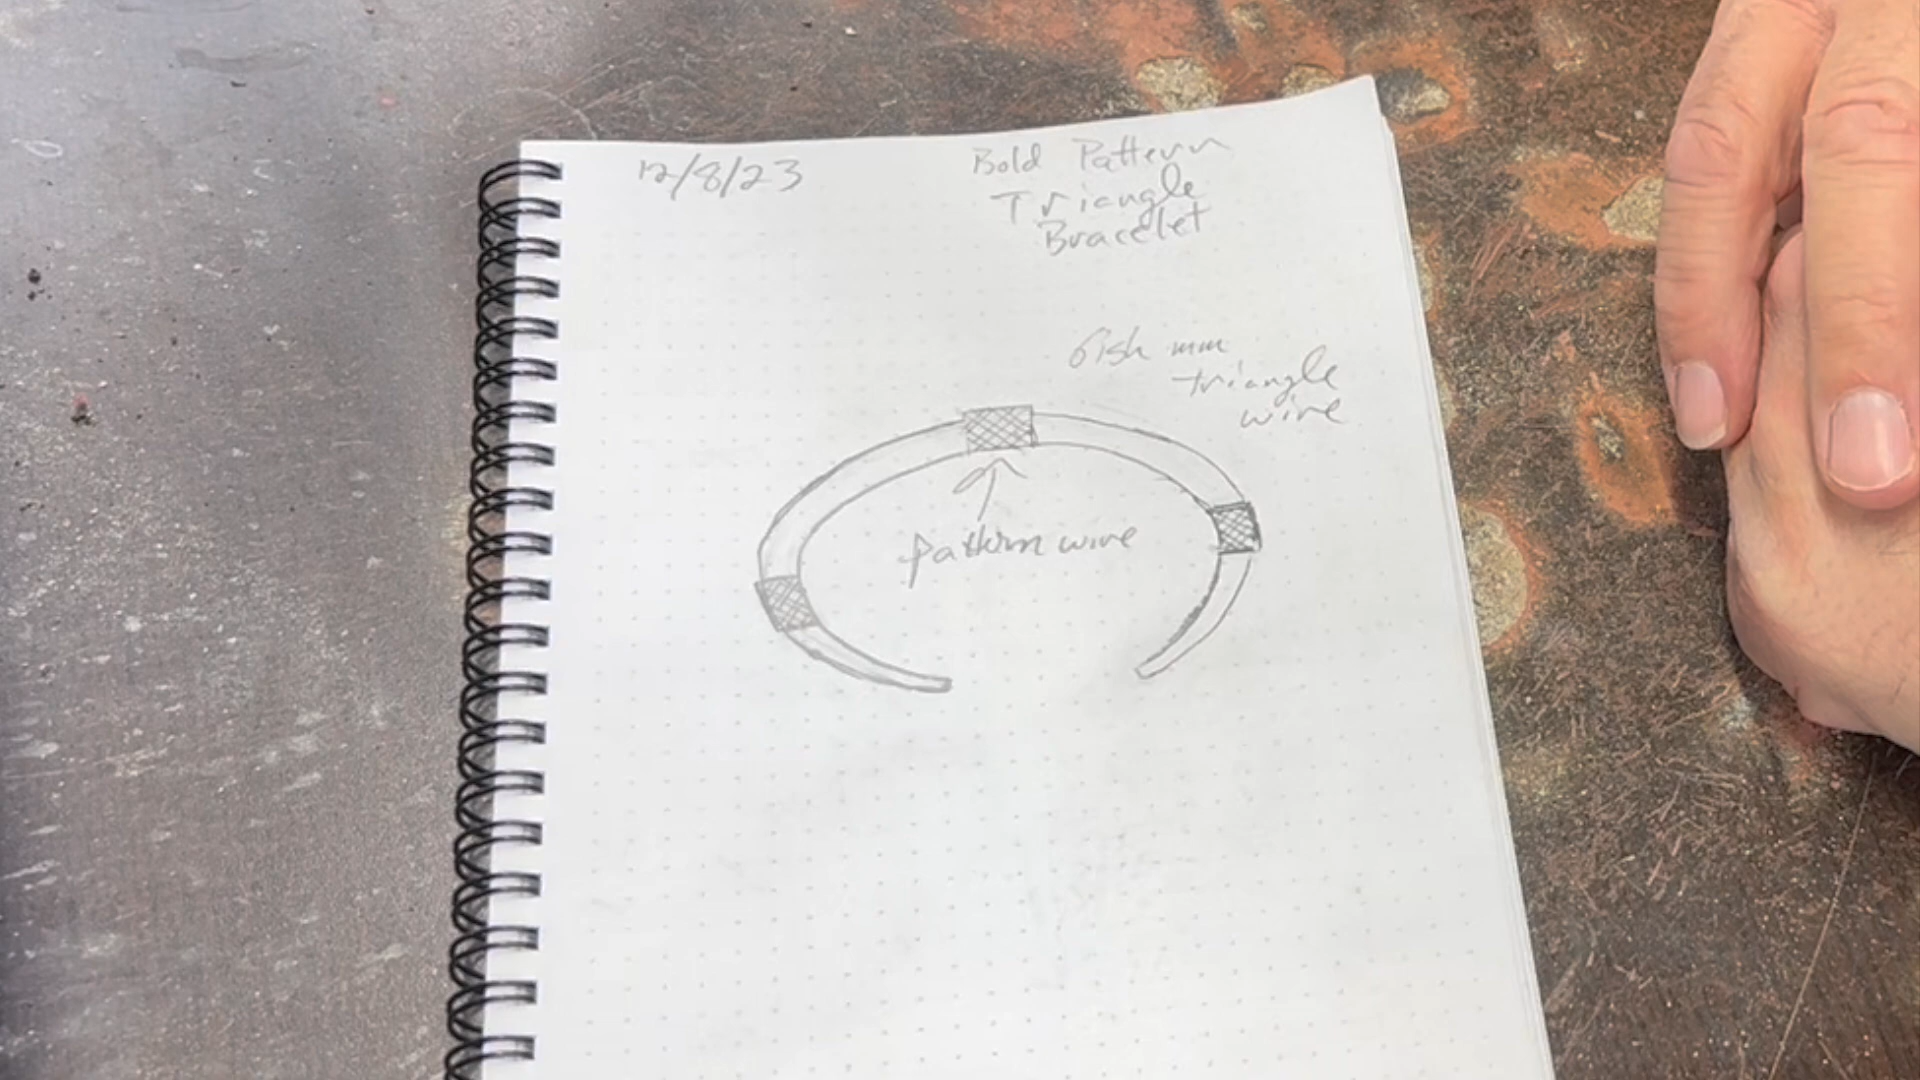 12/8/23
Bold Pattern
Triangle
Bracelet
6ish mm
triangle
wire
pattern wire